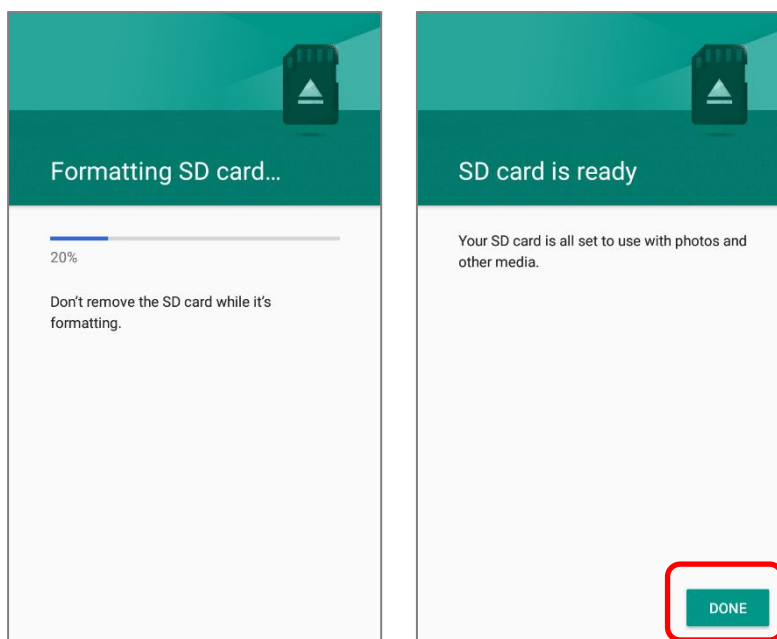 Formatting SD card...
20%
Don't remove the SD card while it's
formatting.
SD card is ready
Your SD card is all set to use with photos and
other media.
DONE